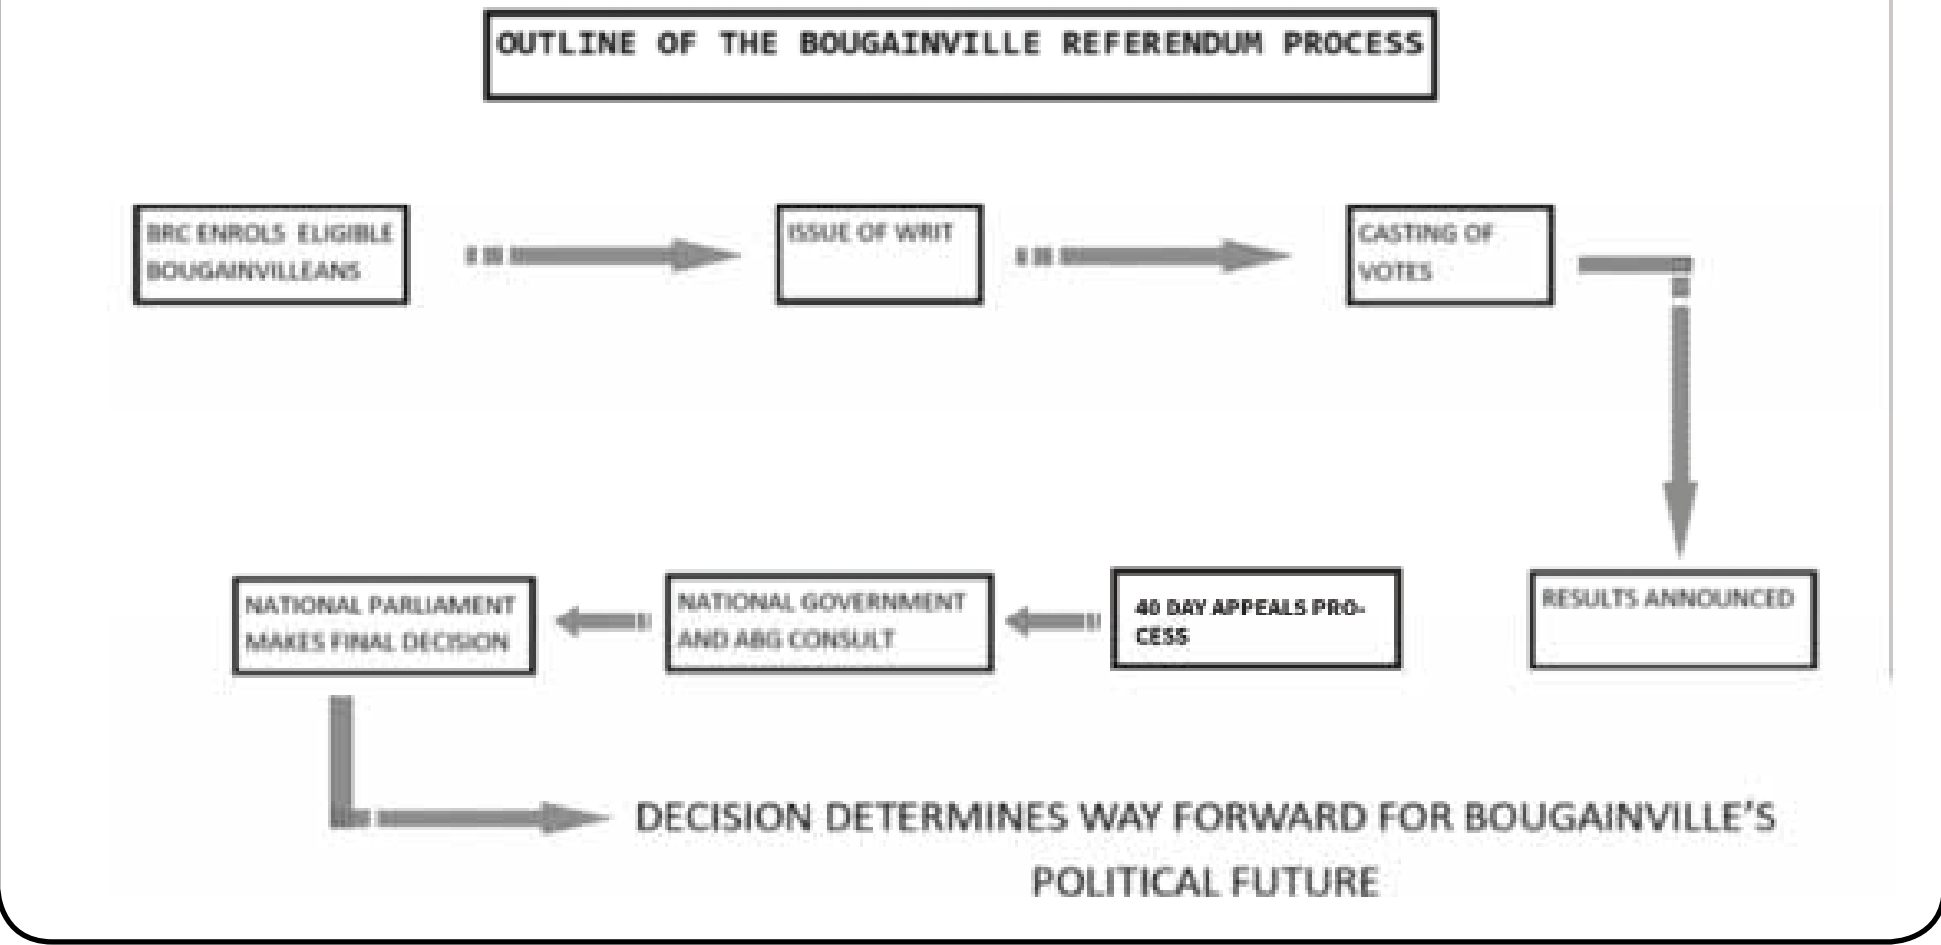 OUTLINE OF THE BOUGAINVILLE REFERENDUM PROCESS
BRC ENROLS ELIGIBLE
BOUGAINVILLEANS
ISSUE OF WRIT
CASTING OF
VOTES
RESULTS ANNOUNCED
40 DAY APPEALS PRO-
CESS
NATIONAL GOVERNMENT
AND ABG CONSULT
NATIONAL PARLIAMENT
MAKES FINAL DECISION
DECISION DETERMINES WAY FORWARD FOR BOUGAINVILLE'S
POLITICAL FUTURE